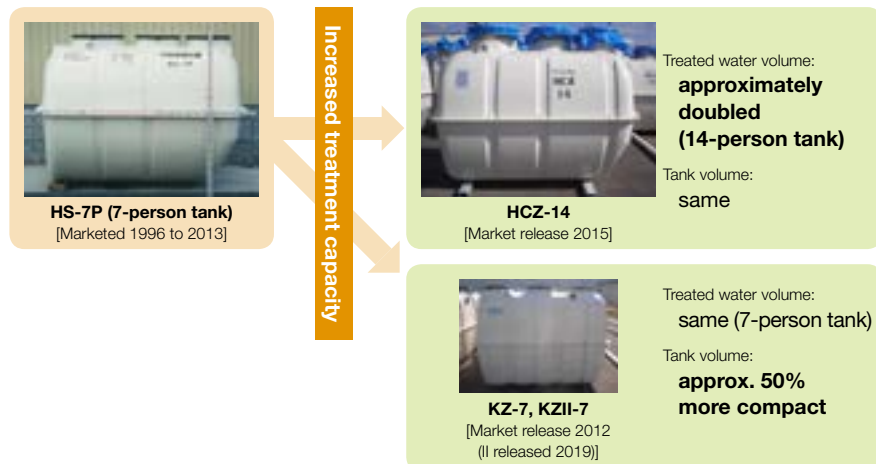 HS-7P (7-person tank)
[Marketed 1996 to 2013]
Increased treatment capacity
HCZ
14
HCZ-14
[Market release 2015]
Treated water volume:
approximately
doubled
(14-person tank)
Tank volume:
same
KZ-7, KZII-7
[Market release 2012
(II released 2019)]
Treated water volume:
same (7-person tank)
Tank volume:
approx. 50%
more compact